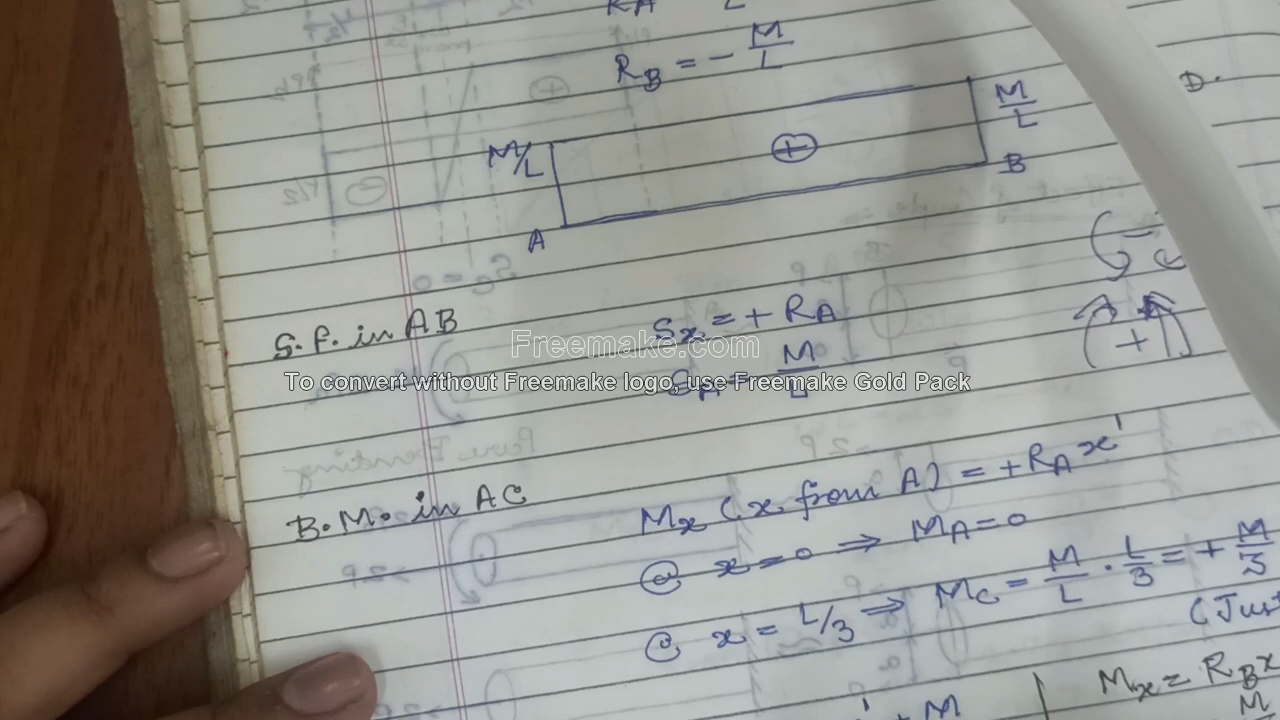 R_B = - M/L
M/L
D.
M/L
+
B
A
S.F. in AB
S_x = + R_A
Freemake.com
To convert without Freemake logo, use Freemake Gold Pack
+
B.M. in AC
M_x (x from A) = + R_A x'
@ x = 0 ⇒ M_A = 0
@ x = L/3 ⇒ M_C = M/L · L/3 = + M/3
M_x = R_B x
M
+ M